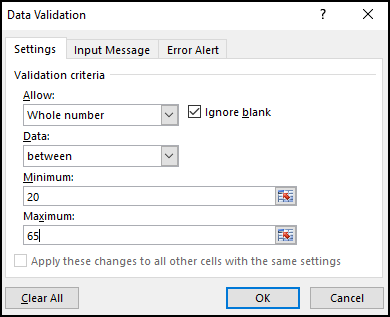 Data Validation ? ×
Settings Input Message Error Alert
Validation criteria
Allow:
Whole number Ignore blank
Data:
between
Minimum:
20
Maximum:
65
Apply these changes to all other cells with the same settings
Clear All OK Cancel